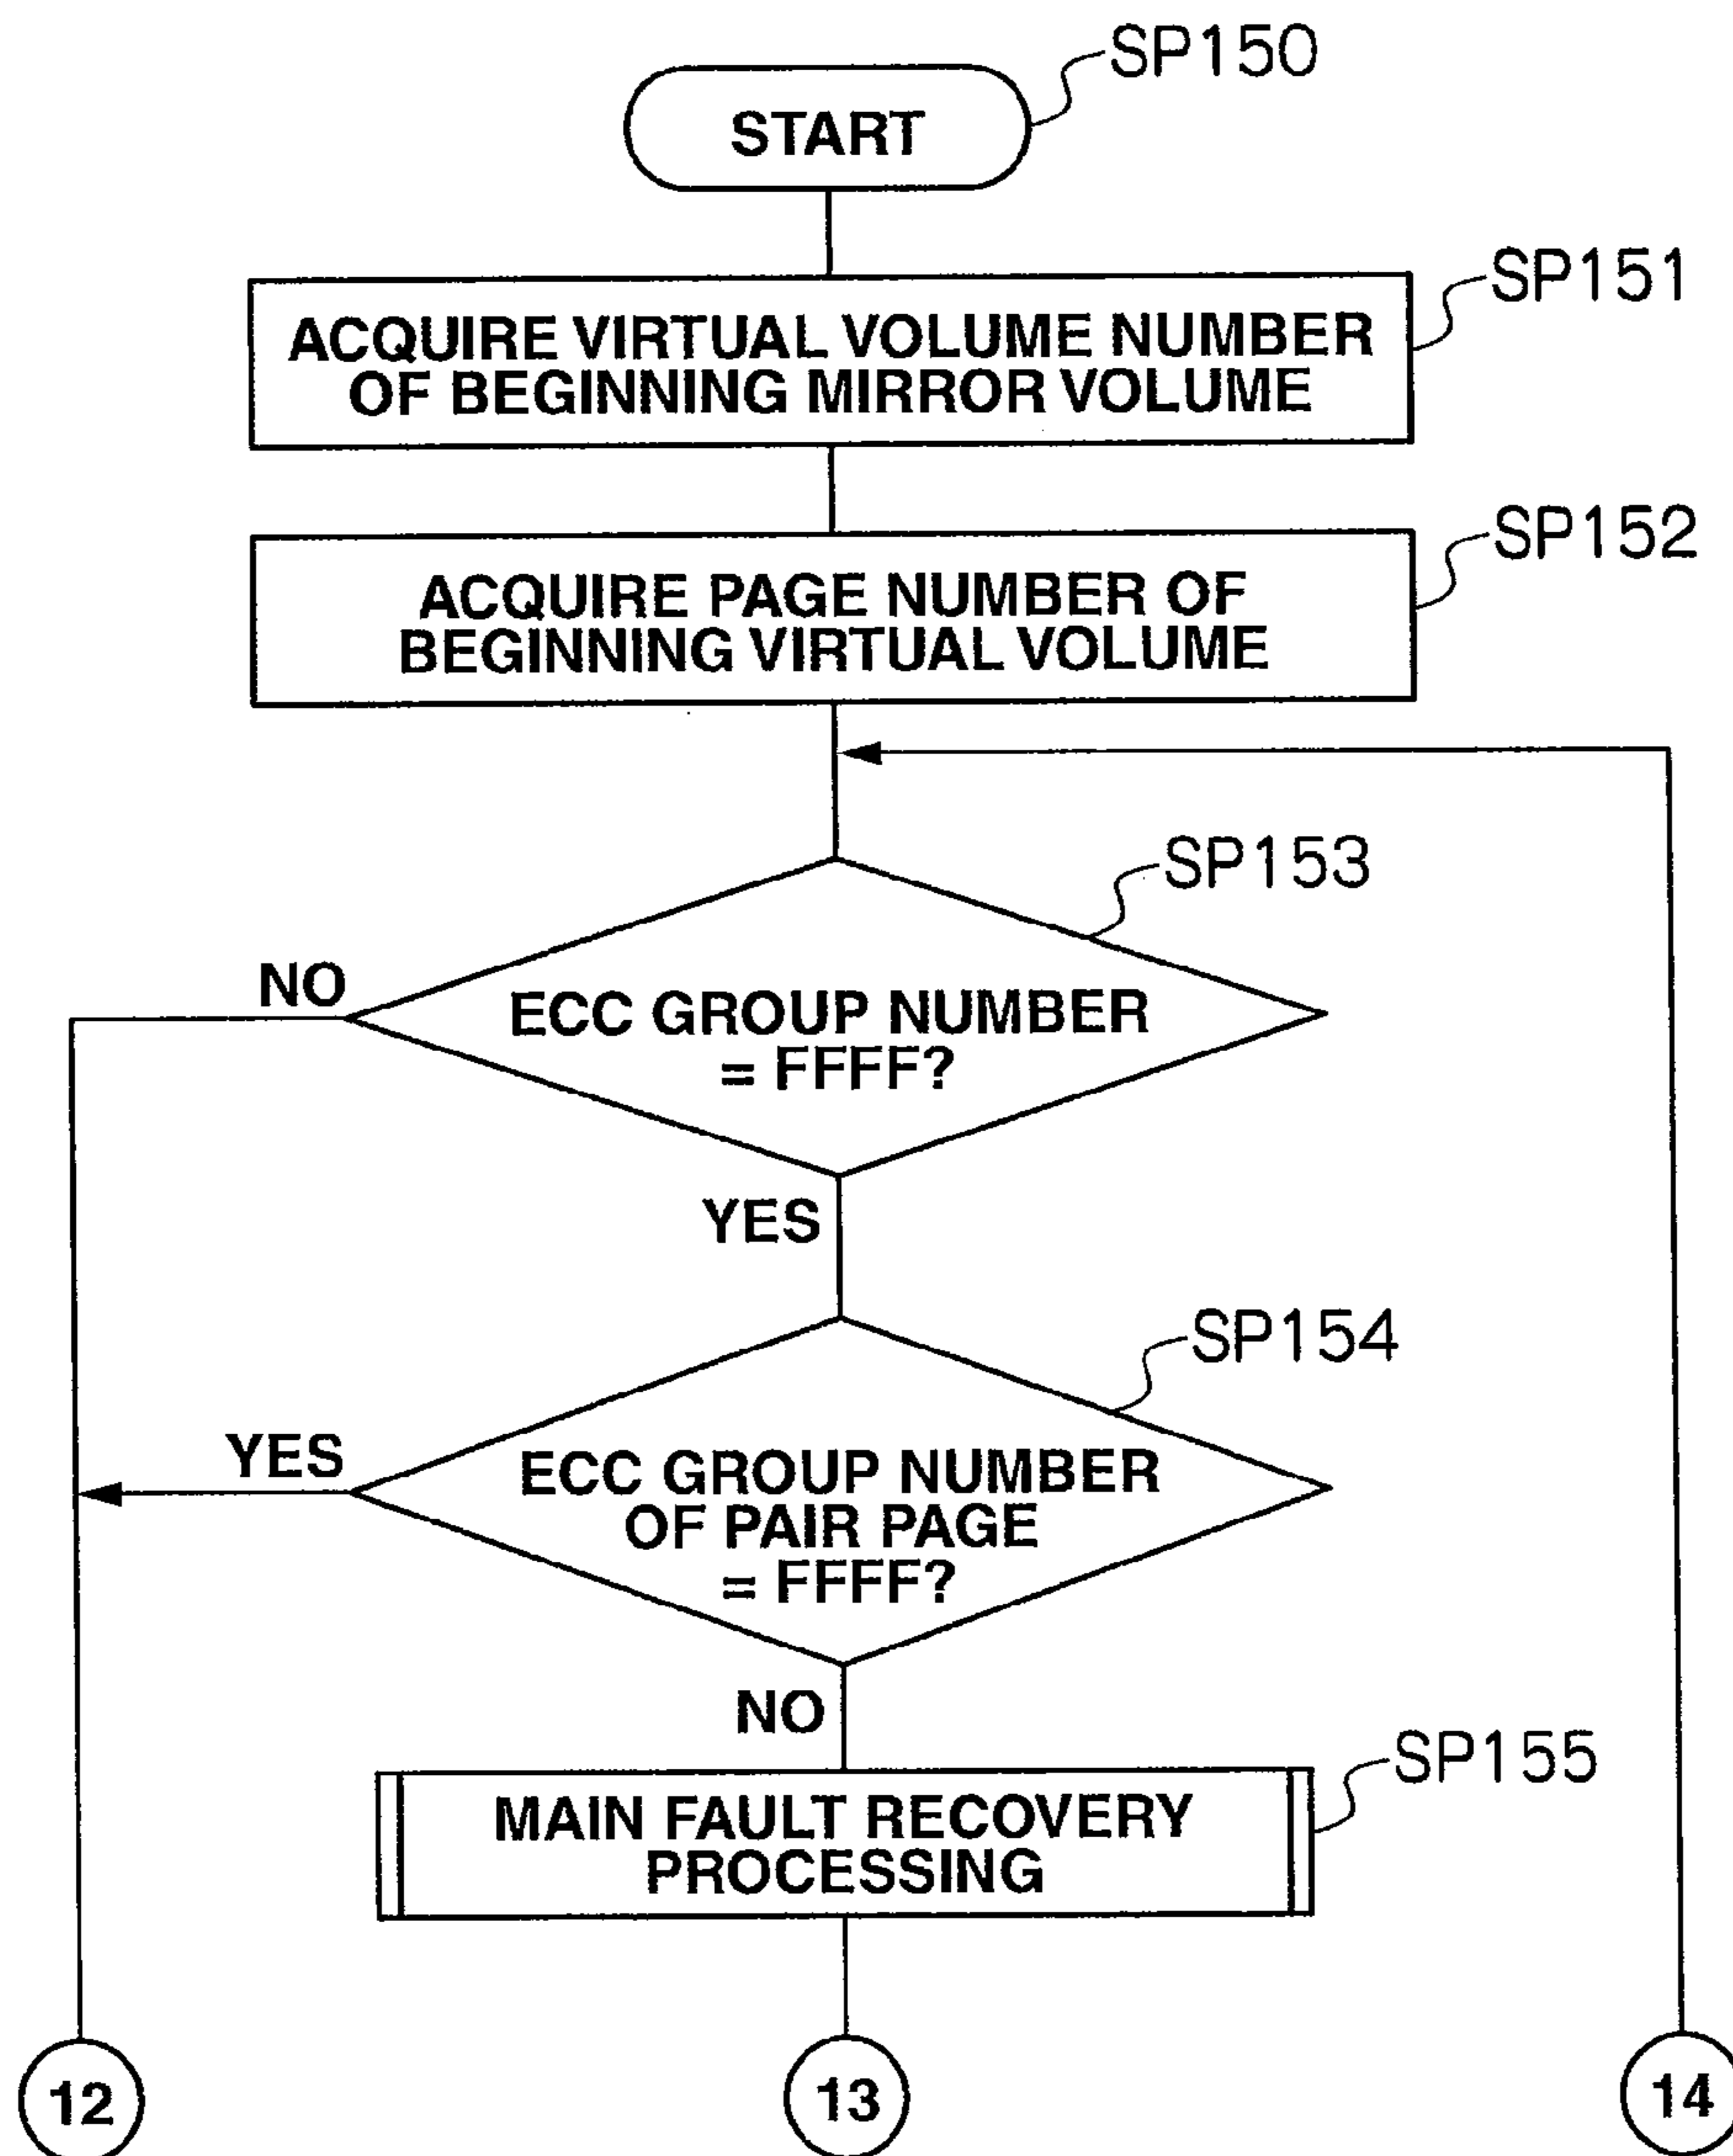 SP150
START
SP151
ACQUIRE VIRTUAL VOLUME NUMBER
OF BEGINNING MIRROR VOLUME
SP152
ACQUIRE PAGE NUMBER OF
BEGINNING VIRTUAL VOLUME
SP153
NO
ECC GROUP NUMBER
= FFFF?
YES
SP154
YES
ECC GROUP NUMBER
OF PAIR PAGE
= FFFF?
NO
SP155
MAIN FAULT RECOVERY
PROCESSING
12
13
14